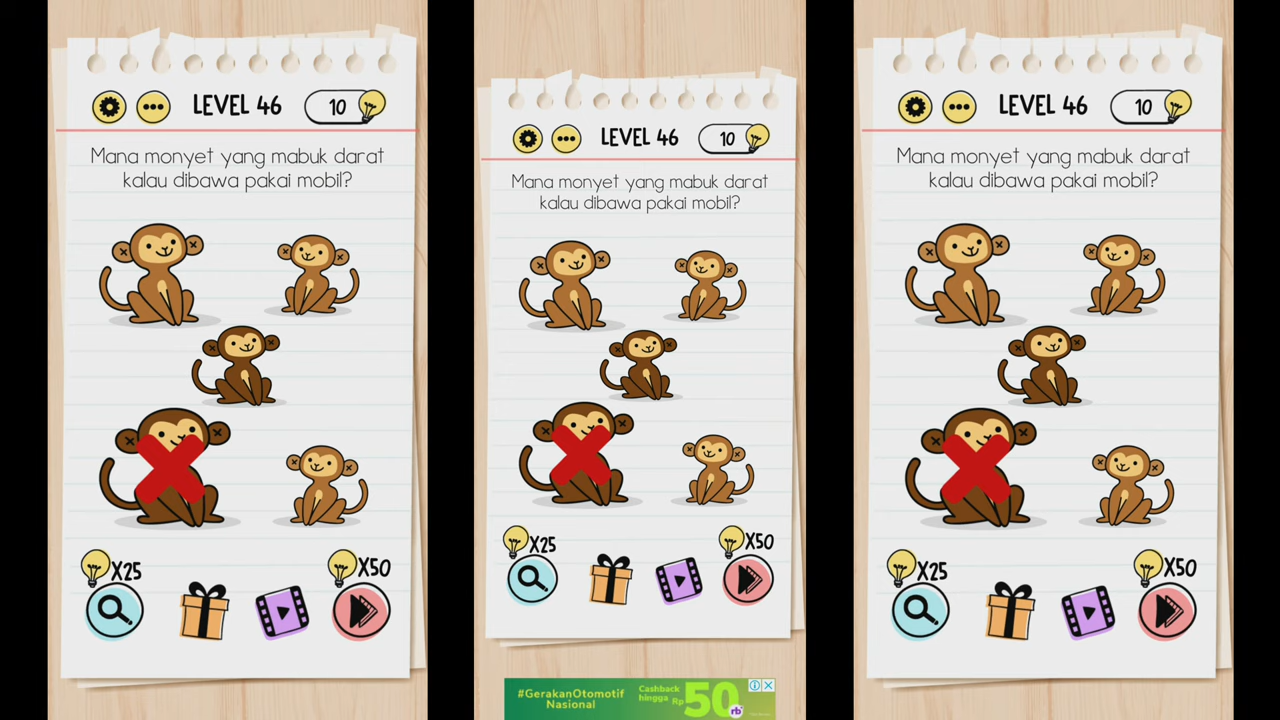 LEVEL 46
10
Mana monyet yang mabuk darat
kalau dibawa pakai mobil?
X25
X50
LEVEL 46
10
Mana monyet yang mabuk darat
kalau dibawa pakai mobil?
X25
X50
#GerakanOtomotif
Nasional
Cashback
hingga
Rp 50 rb
LEVEL 46
10
Mana monyet yang mabuk darat
kalau dibawa pakai mobil?
X25
X50